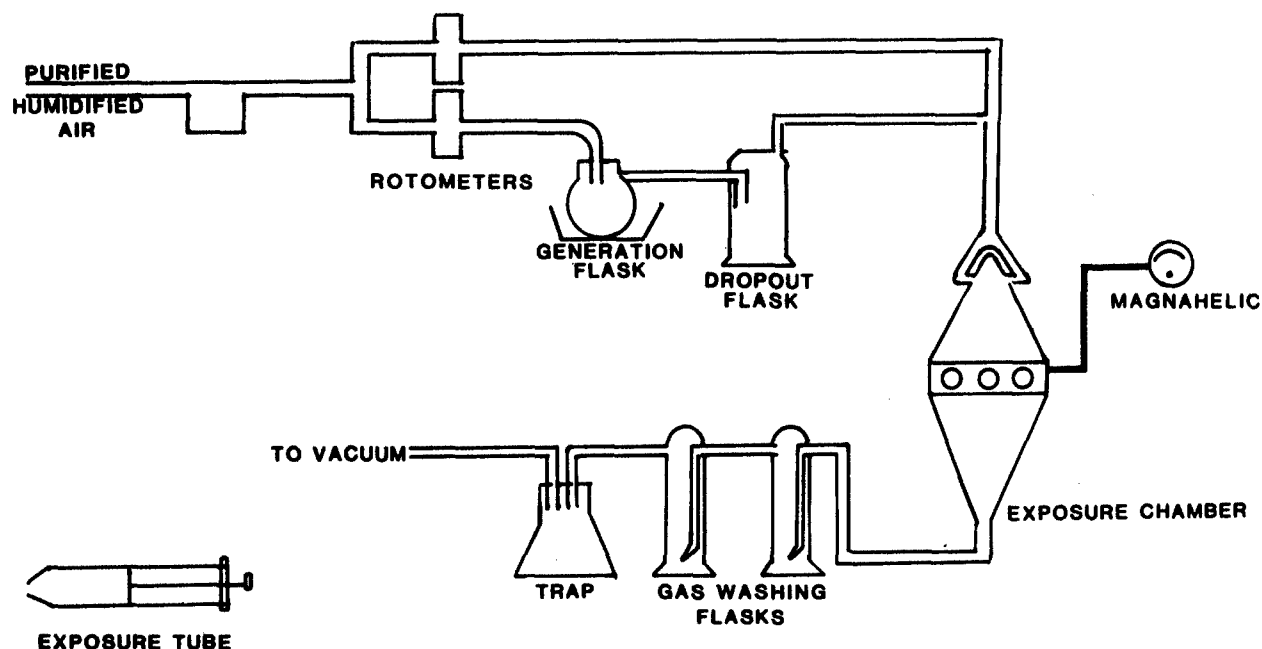 PURIFIED
HUMIDIFIED
AIR
ROTOMETERS
GENERATION
FLASK
DROPOUT
FLASK
MAGNAHELIC
TO VACUUM
EXPOSURE CHAMBER
TRAP
GAS WASHING
FLASKS
EXPOSURE TUBE